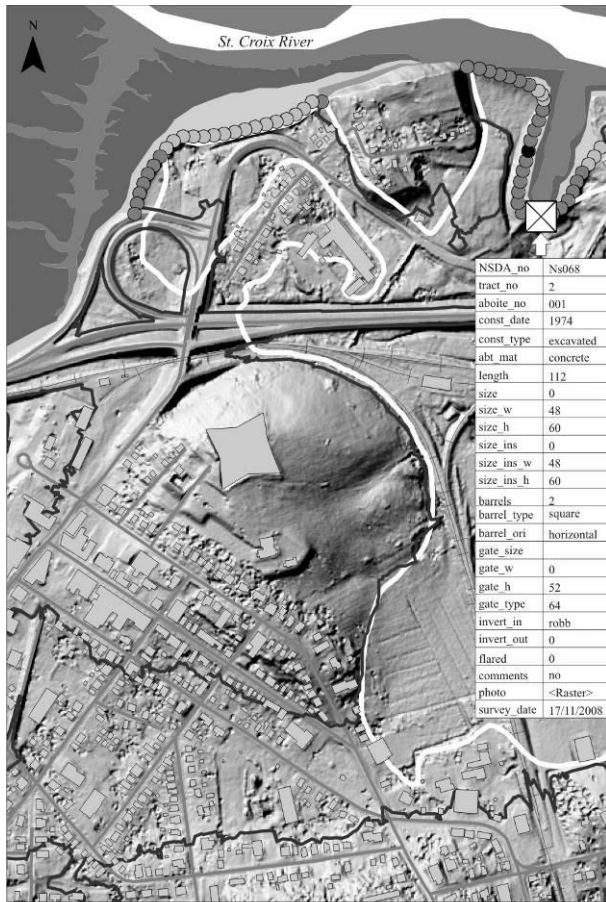 N
St. Croix River
NSDA_no Ns068
tract_no 2
aboite_no 001
const_date 1974
const_type excavated
abt_mat concrete
length 112
size 0
size_w 48
size_h 60
size_ins 0
size_ins_w 48
size_ins_h 60
barrels 2
barrel_type square
barrel_ori horizontal
gate_size
gate_w 0
gate_h 52
gate_type 64
invert_in robb
invert_out 0
flared 0
comments no
photo <Raster>
survey_date 17/11/2008